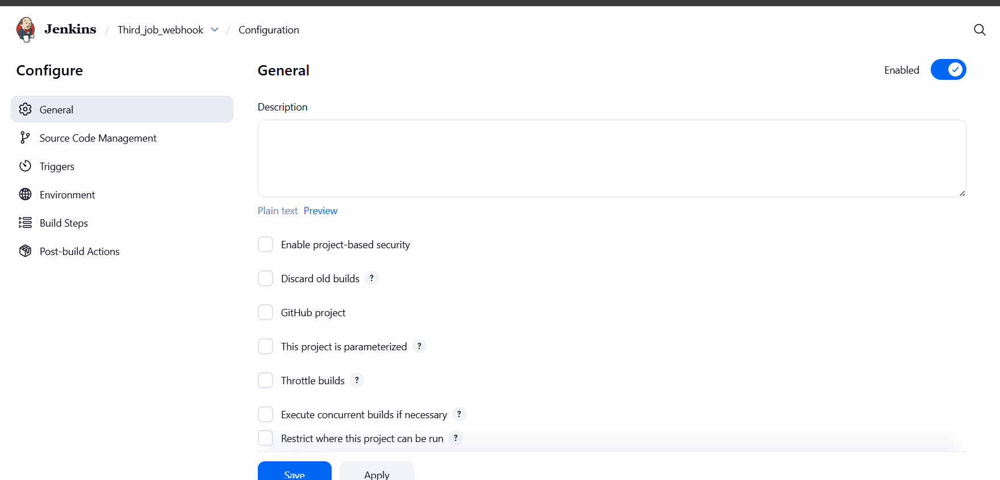 Jenkins / Third_job_webhook / Configuration
Configure
General
Source Code Management
Triggers
Environment
Build Steps
Post-build Actions
General
Enabled
Description
Plain text Preview
Enable project-based security
Discard old builds ?
GitHub project
This project is parameterized ?
Throttle builds ?
Execute concurrent builds if necessary ?
Restrict where this project can be run ?
Save Apply